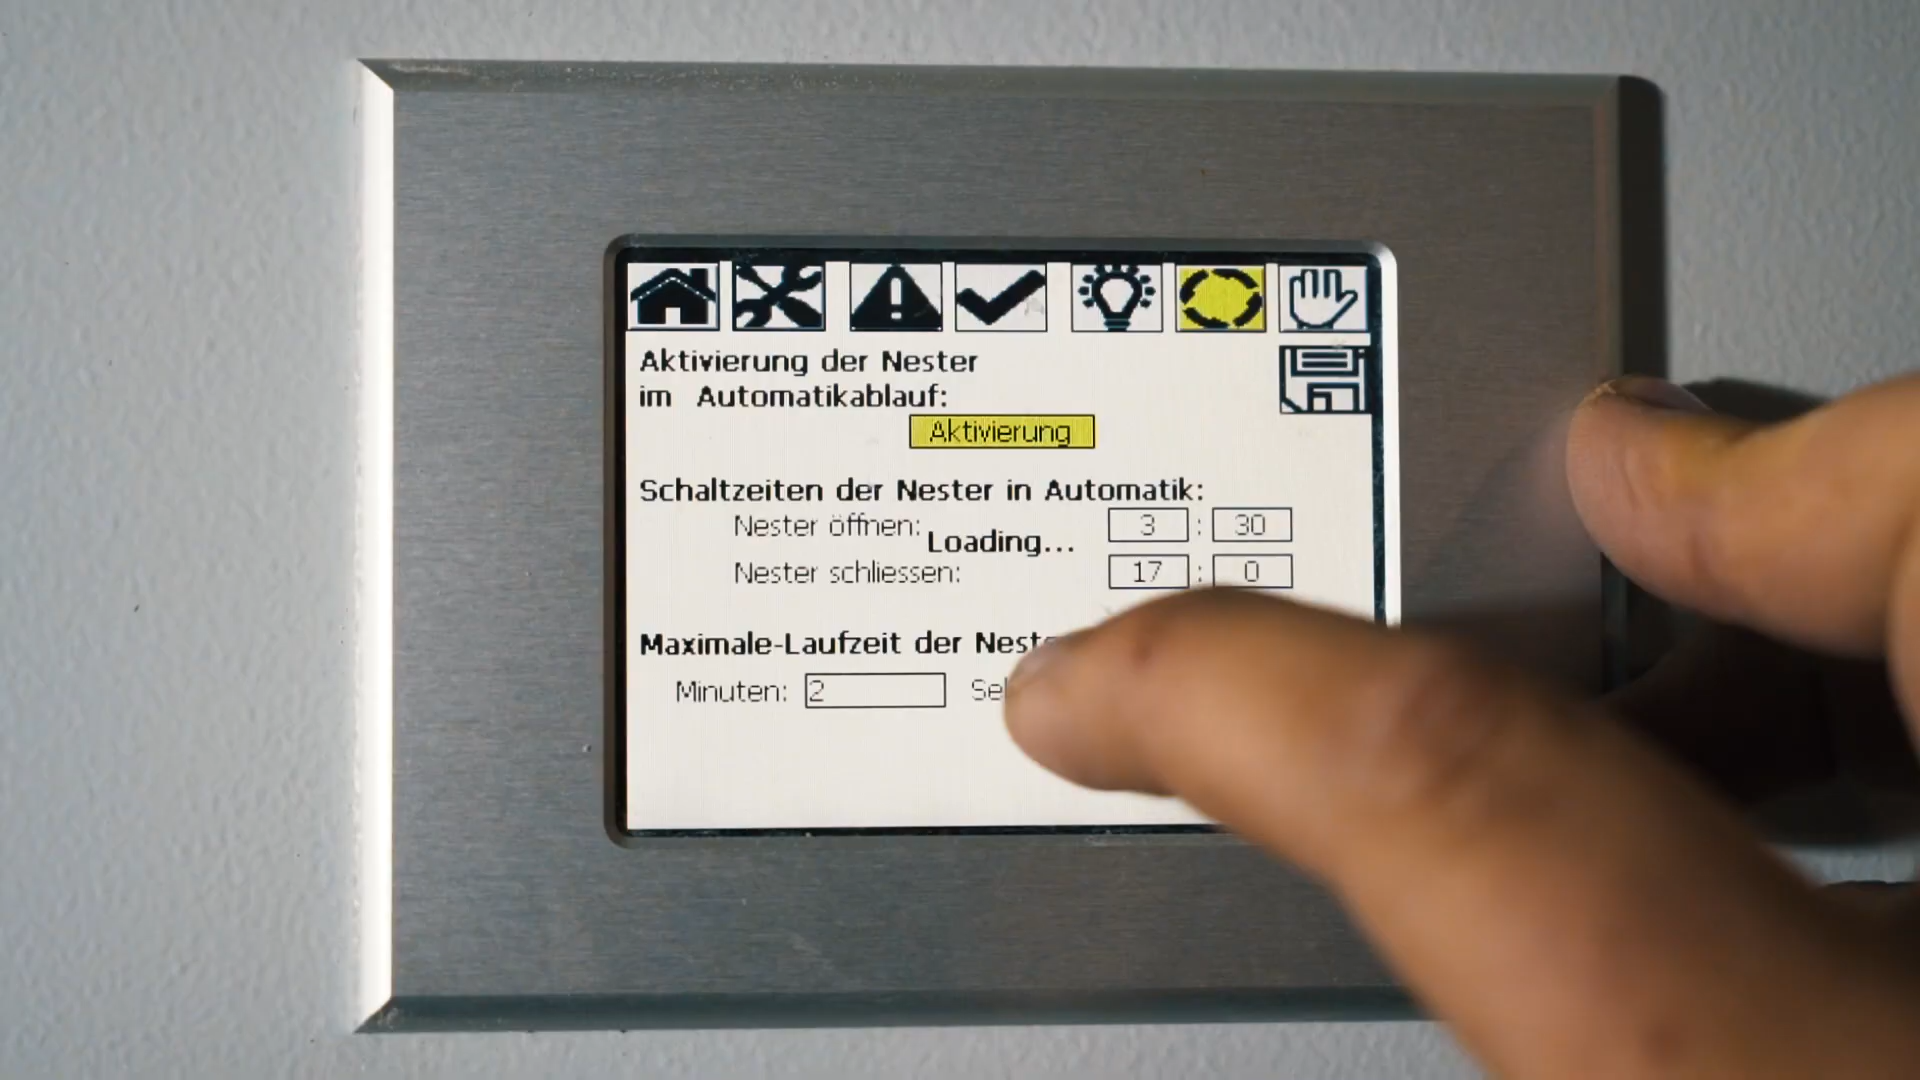 Aktivierung der Nester
im Automatikablauf:
Aktivierung
Schaltzeiten der Nester in Automatik:
Nester öffnen: 3 : 30
Loading...
Nester schliessen: 17 : 0
Maximale-Laufzeit der
Minuten: 2